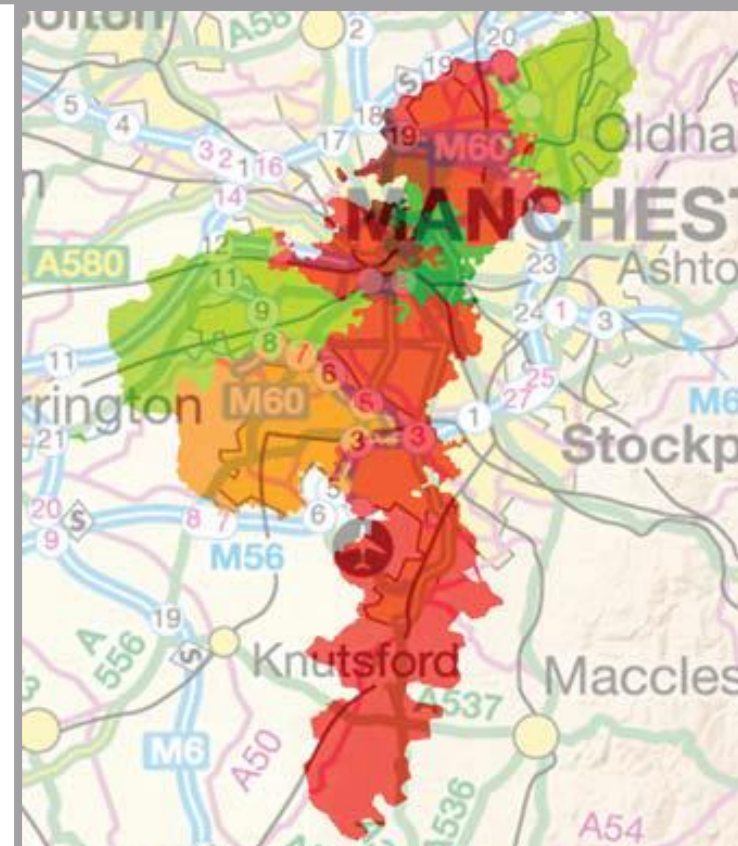 A58
2
20
19
S
5
4
18
19
17
M60
Oldha
3
2
1
16
14
MANCHEST
12
A580
11
23
Ashto
9
24
1
3
8
7
11
6
25
M6
5
27
rrington
M60
1
3
3
21
Stockp
5
20
S
8
7
6
9
M56
19
A
556
S
Knutsford
Maccles
A537
M6
A50
A536
A54